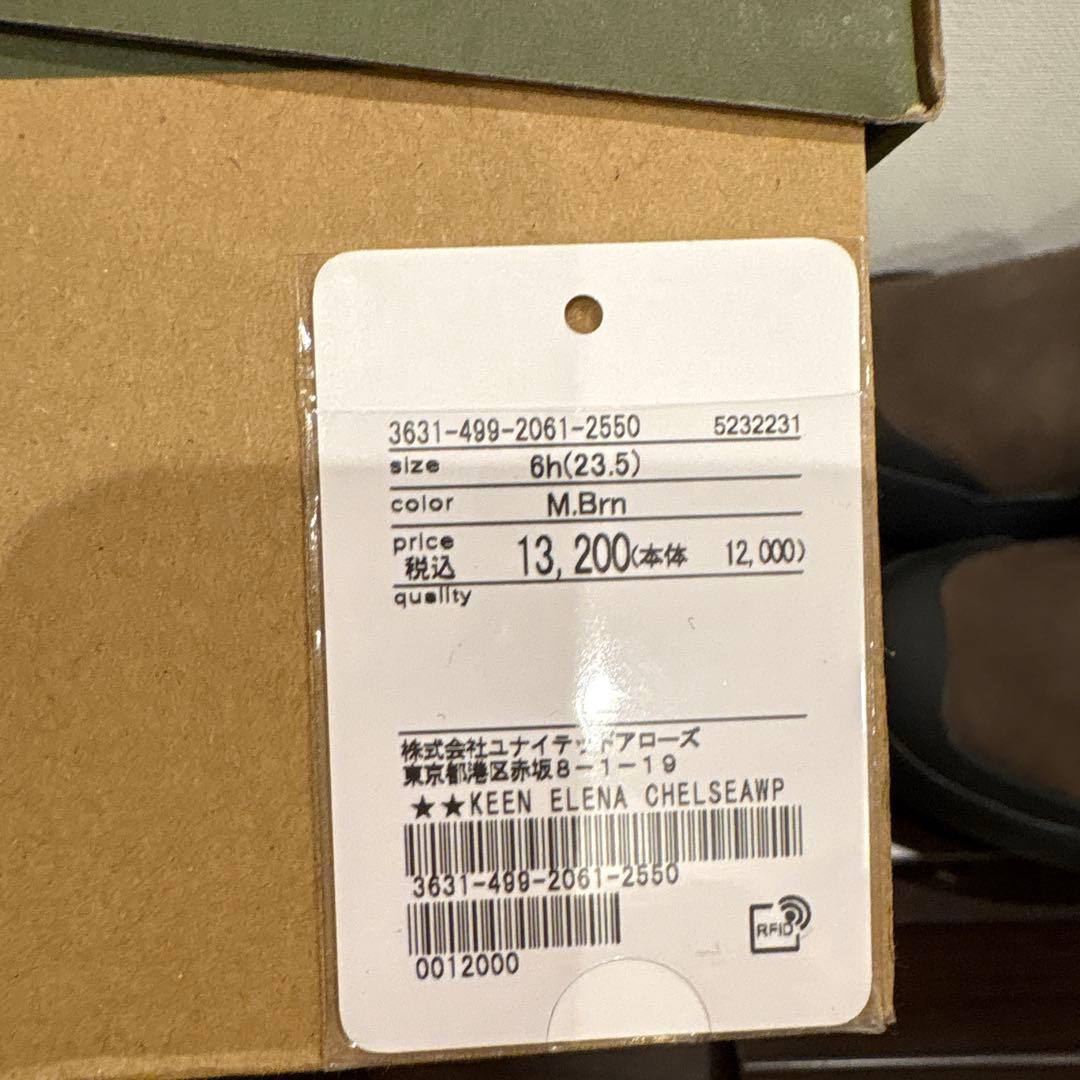 3631-499-2061-2550 5232231
size 6h(23.5)
color M.Brn
price
税込 13,200(本体 12,000)
quality
株式会社ユナイテッドアローズ
東京都港区赤坂8-1-19
★★KEEN ELENA CHELSEAWP
3631-499-2061-2550
0012000
RFID